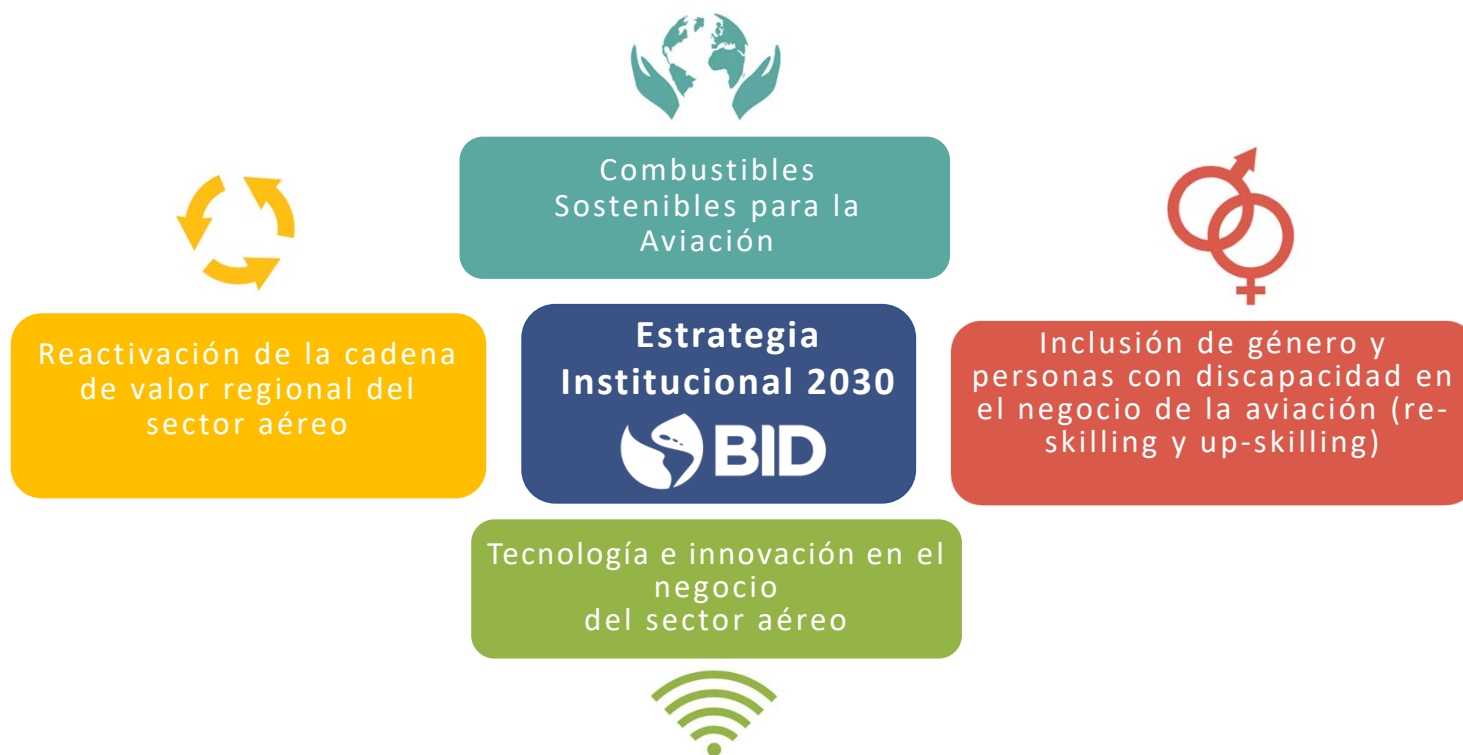 Combustibles
Sostenibles para la
Aviación
Reactivación de la cadena
de valor regional del
sector aéreo
Estrategia
Institucional 2030
BID
Inclusión de género y
personas con discapacidad en
el negocio de la aviación (re-
skilling y up-skilling)
Tecnología e innovación en el
negocio
del sector aéreo